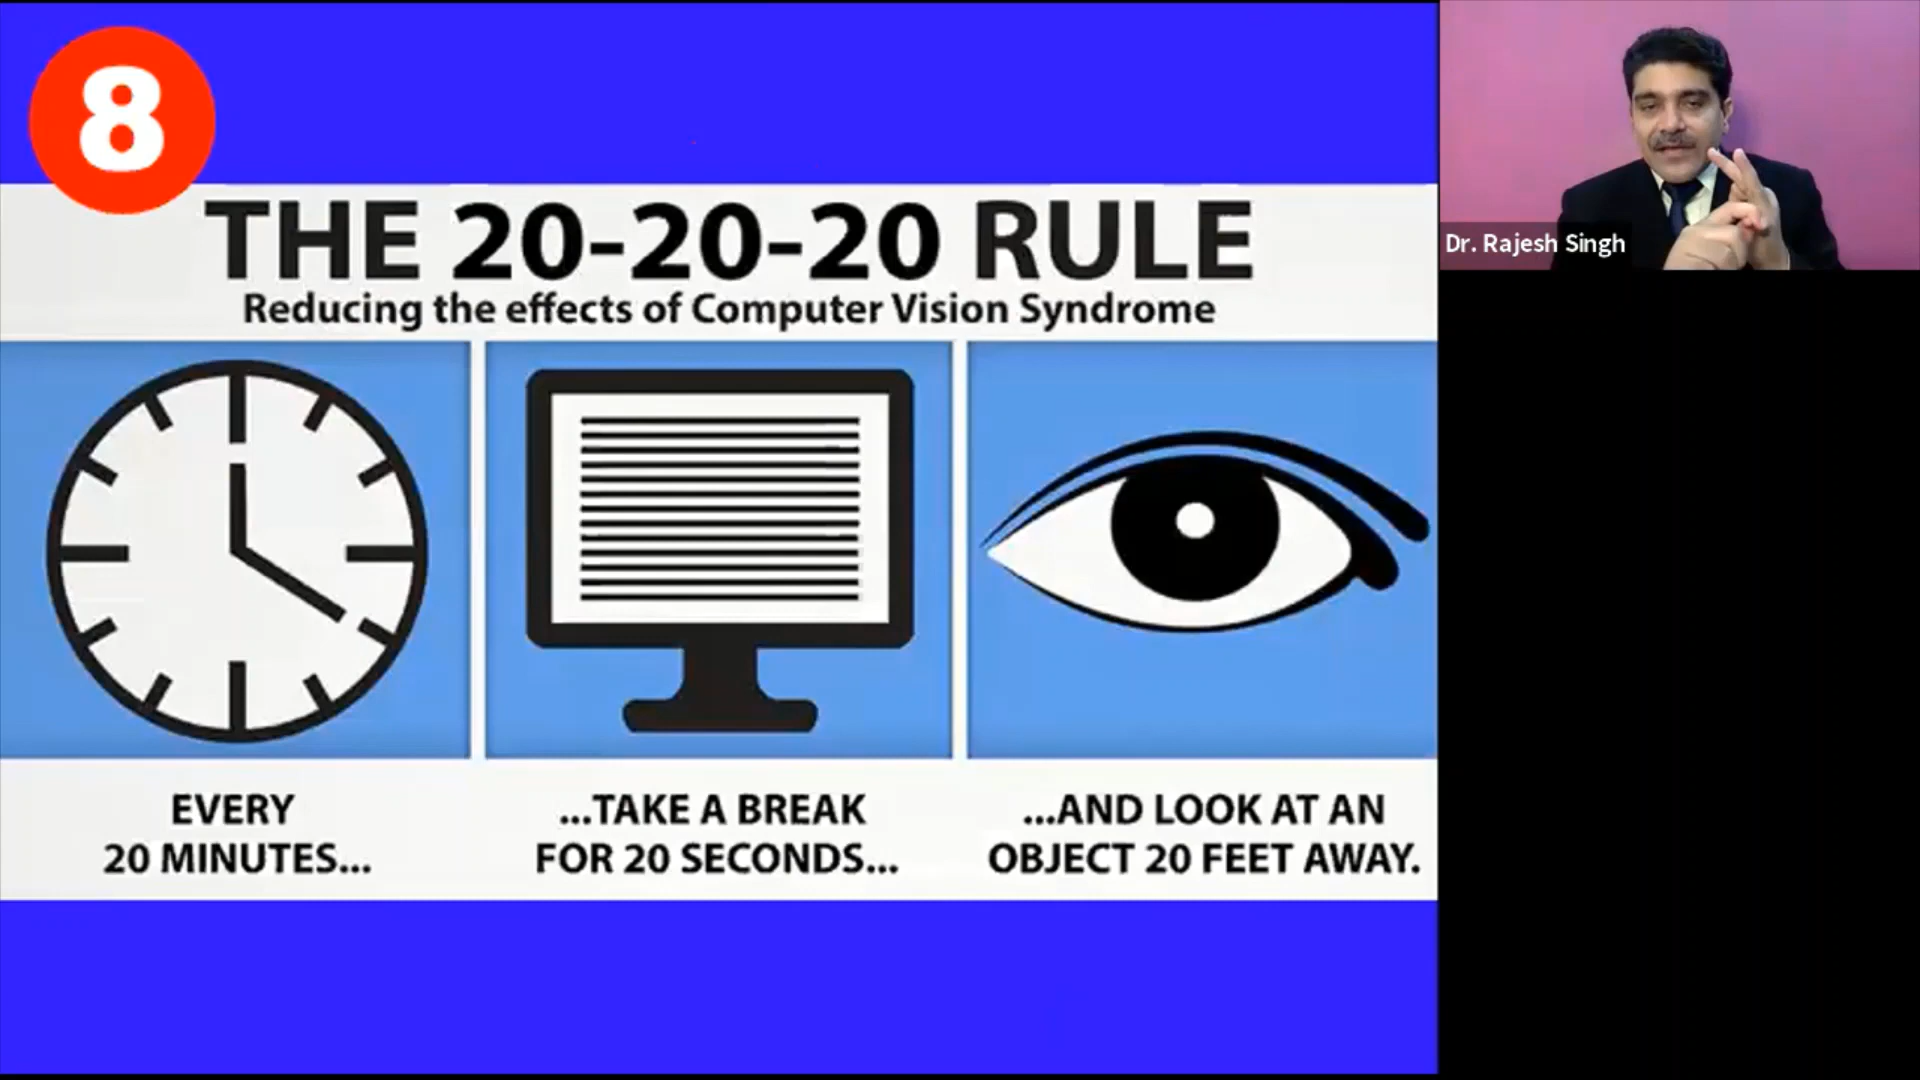 8
THE 20-20-20 RULE
Reducing the effects of Computer Vision Syndrome
EVERY
20 MINUTES...
...TAKE A BREAK
FOR 20 SECONDS...
...AND LOOK AT AN
OBJECT 20 FEET AWAY.
Dr. Rajesh Singh